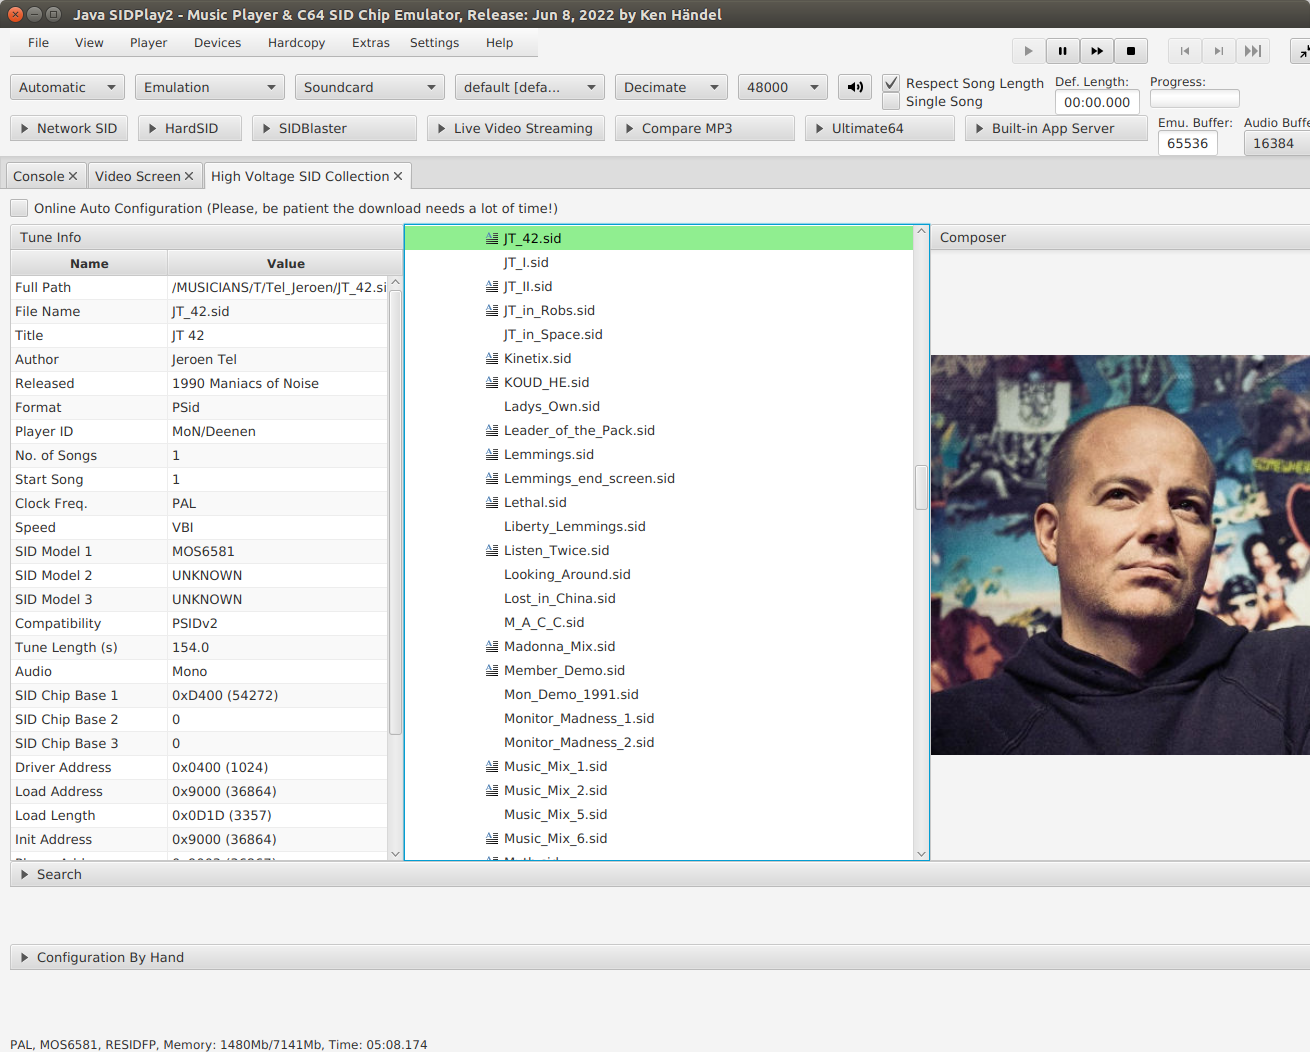 Java SIDPlay2 - Music Player & C64 SID Chip Emulator, Release: Jun 8, 2022 by Ken Händel
File View Player Devices Hardcopy Extras Settings Help
Automatic Emulation Soundcard default [defa... Decimate 48000 Respect Song Length Def. Length: Progress:
Single Song 00:00.000
Network SID HardSID SIDBlaster Live Video Streaming Compare MP3 Ultimate64 Built-in App Server Emu. Buffer: Audio Buffe
65536 16384
Console Video Screen High Voltage SID Collection
Online Auto Configuration (Please, be patient the download needs a lot of time!)
Tune Info
Name Value
Full Path /MUSICIANS/T/Tel_Jeroen/JT_42.si
File Name JT_42.sid
Title JT 42
Author Jeroen Tel
Released 1990 Maniacs of Noise
Format PSid
Player ID MoN/Deenen
No. of Songs 1
Start Song 1
Clock Freq. PAL
Speed VBI
SID Model 1 MOS6581
SID Model 2 UNKNOWN
SID Model 3 UNKNOWN
Compatibility PSIDv2
Tune Length (s) 154.0
Audio Mono
SID Chip Base 1 0xD400 (54272)
SID Chip Base 2 0
SID Chip Base 3 0
Driver Address 0x0400 (1024)
Load Address 0x9000 (36864)
Load Length 0x0D1D (3357)
Init Address 0x9000 (36864)
JT_42.sid
JT_I.sid
JT_II.sid
JT_in_Robs.sid
JT_in_Space.sid
Kinetix.sid
KOUD_HE.sid
Ladys_Own.sid
Leader_of_the_Pack.sid
Lemmings.sid
Lemmings_end_screen.sid
Lethal.sid
Liberty_Lemmings.sid
Listen_Twice.sid
Looking_Around.sid
Lost_in_China.sid
M_A_C_C.sid
Madonna_Mix.sid
Member_Demo.sid
Mon_Demo_1991.sid
Monitor_Madness_1.sid
Monitor_Madness_2.sid
Music_Mix_1.sid
Music_Mix_2.sid
Music_Mix_5.sid
Music_Mix_6.sid
Composer
Search
Configuration By Hand
PAL, MOS6581, RESIDFP, Memory: 1480Mb/7141Mb, Time: 05:08.174